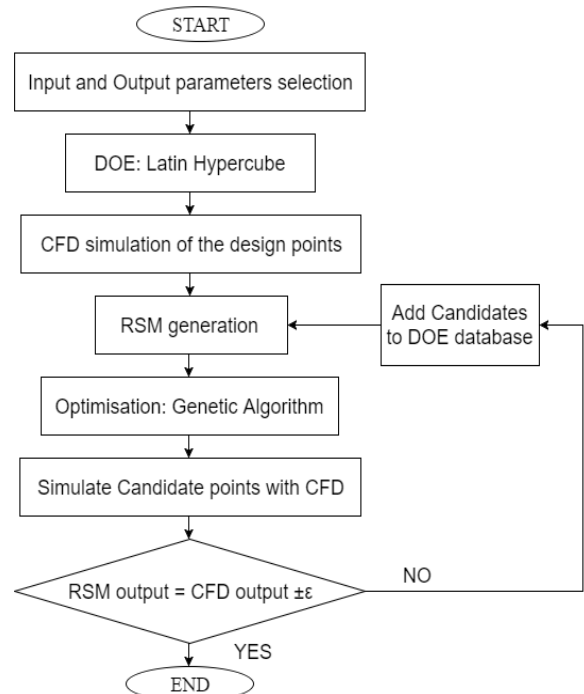 START
Input and Output parameters selection
DOE: Latin Hypercube
CFD simulation of the design points
RSM generation
Add Candidates
to DOE database
Optimisation: Genetic Algorithm
Simulate Candidate points with CFD
RSM output = CFD output ±ε
NO
YES
END